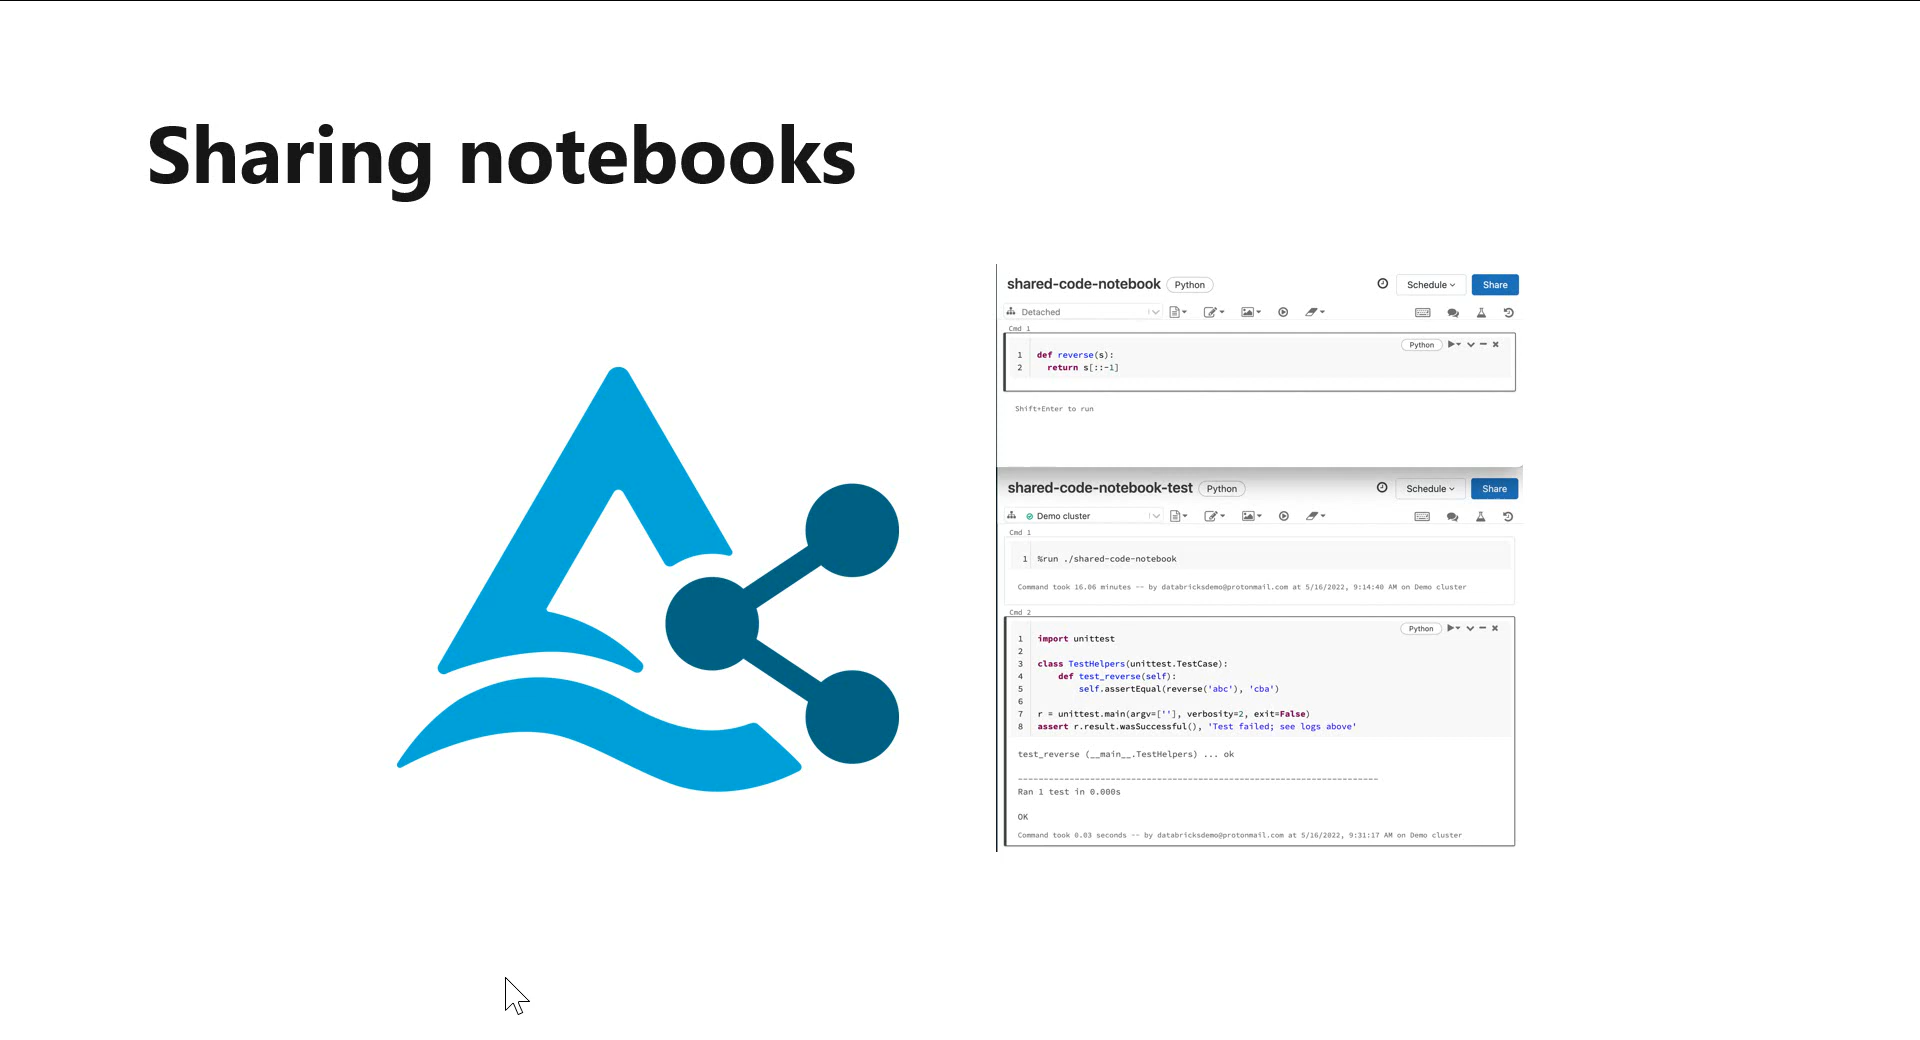 Sharing notebooks
shared-code-notebook Python Schedule Share
Detached
Cmd 1
Python
1 def reverse(s):
2 return s[::-1]
Shift+Enter to run
shared-code-notebook-test Python Schedule Share
Demo cluster
Cmd 1
1 %run ./shared-code-notebook
Command took 16.06 minutes -- by databricksdemo@protonmail.com at 5/16/2022, 9:14:40 AM on Demo cluster
Cmd 2
Python
1 import unittest
2
3 class TestHelpers(unittest.TestCase):
4 def test_reverse(self):
5 self.assertEqual(reverse('abc'), 'cba')
6
7 r = unittest.main(argv=[''], verbosity=2, exit=False)
8 assert r.result.wasSuccessful(), 'Test failed; see logs above'
test_reverse (__main__.TestHelpers) ... ok
----------------------------------------------------------------------
Ran 1 test in 0.000s
OK
Command took 0.03 seconds -- by databricksdemo@protonmail.com at 5/16/2022, 9:31:17 AM on Demo cluster